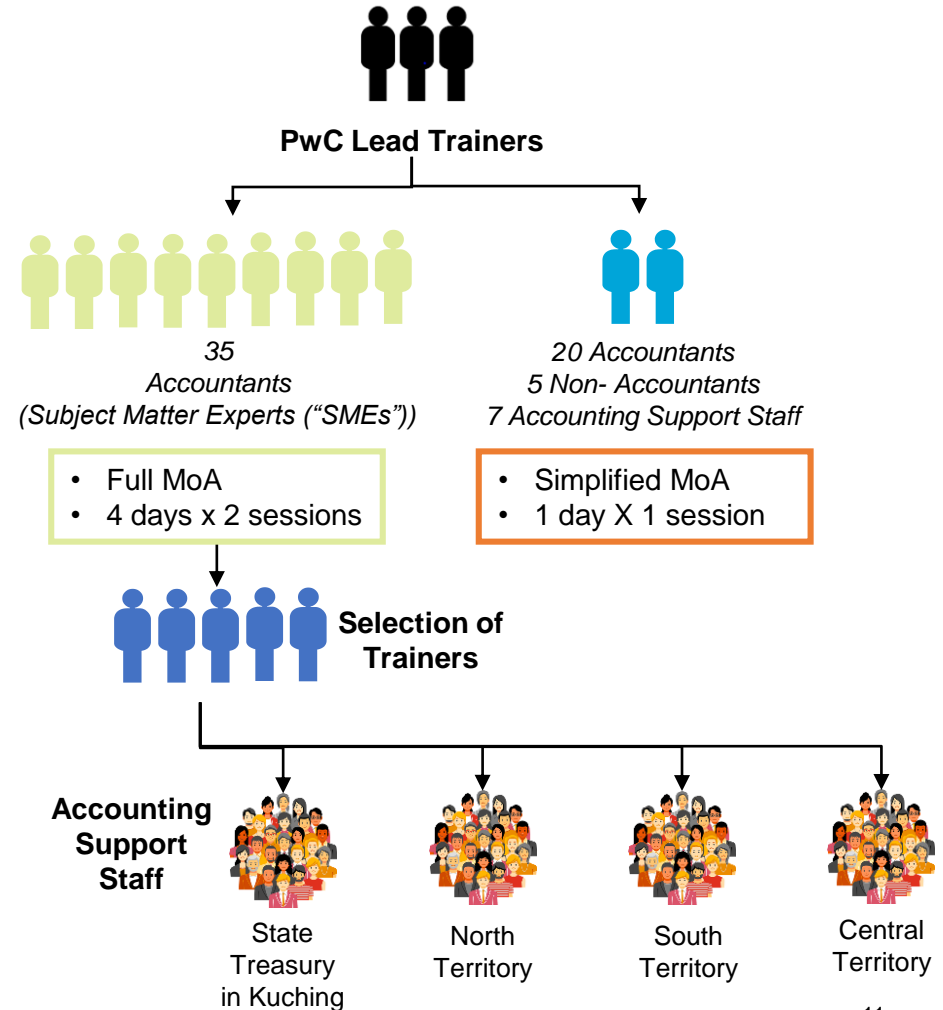 PwC Lead Trainers
35
Accountants
(Subject Matter Experts (“SMEs”))
20 Accountants
5 Non- Accountants
7 Accounting Support Staff
• Full MoA
• 4 days x 2 sessions
• Simplified MoA
• 1 day X 1 session
Selection of
Trainers
Accounting
Support
Staff
State
Treasury
in Kuching
North
Territory
South
Territory
Central
Territory